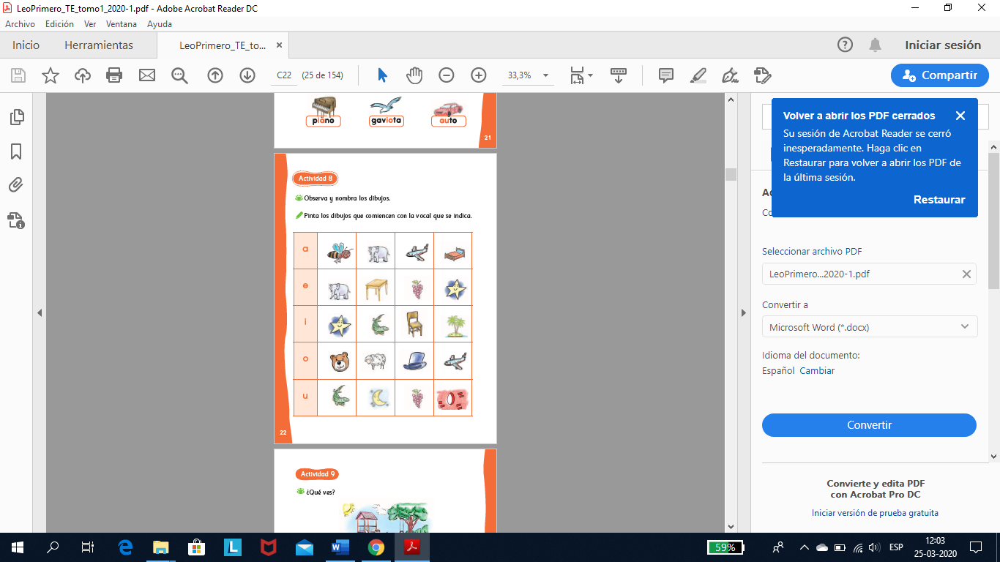 LeoPrimero_TE_tomo1_2020-1.pdf - Adobe Acrobat Reader DC
Archivo Edición Ver Ventana Ayuda
Inicio Herramientas LeoPrimero_TE_to... × Iniciar sesión
C22 (25 de 154) 33,3% Compartir
piano gaviota auto
21
Actividad 8
Observa y nombra los dibujos.
Pinta los dibujos que comiencen con la vocal que se indica.
a
e
i
o
u
22
Actividad 9
¿Qué ves?
Volver a abrir los PDF cerrados
Su sesión de Acrobat Reader se cerró
inesperadamente. Haga clic en
Restaurar para volver a abrir los PDF de
la última sesión.
Restaurar
Seleccionar archivo PDF
LeoPrimero...2020-1.pdf
Convertir a
Microsoft Word (*.docx)
Idioma del documento:
Español Cambiar
Convertir
Convierte y edita PDF
con Acrobat Pro DC
Iniciar versión de prueba gratuita
59% ESP 12:03
25-03-2020